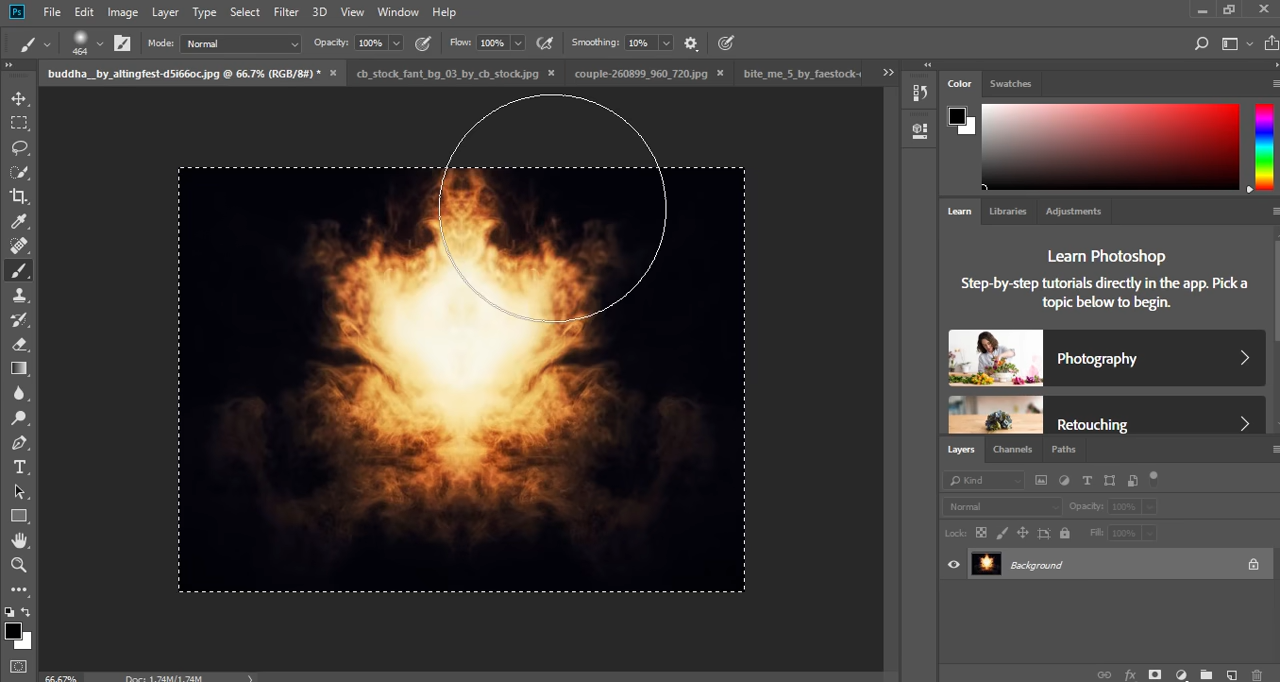 Ps File Edit Image Layer Type Select Filter 3D View Window Help
464 Mode: Normal Opacity: 100% Flow: 100% Smoothing: 10%
buddha__by_altingfest-d5i66oc.jpg @ 66.7% (RGB/8#) * × cb_stock_fant_bg_03_by_cb_stock.jpg × couple-260899_960_720.jpg × bite_me_5_by_faestock-
Color Swatches
Learn Libraries Adjustments
Learn Photoshop
Step-by-step tutorials directly in the app. Pick a
topic below to begin.
Photography
Retouching
Layers Channels Paths
Kind
Normal Opacity: 100%
Lock: Fill: 100%
Background
fx
66.67% Doc: 1.74M/1.74M